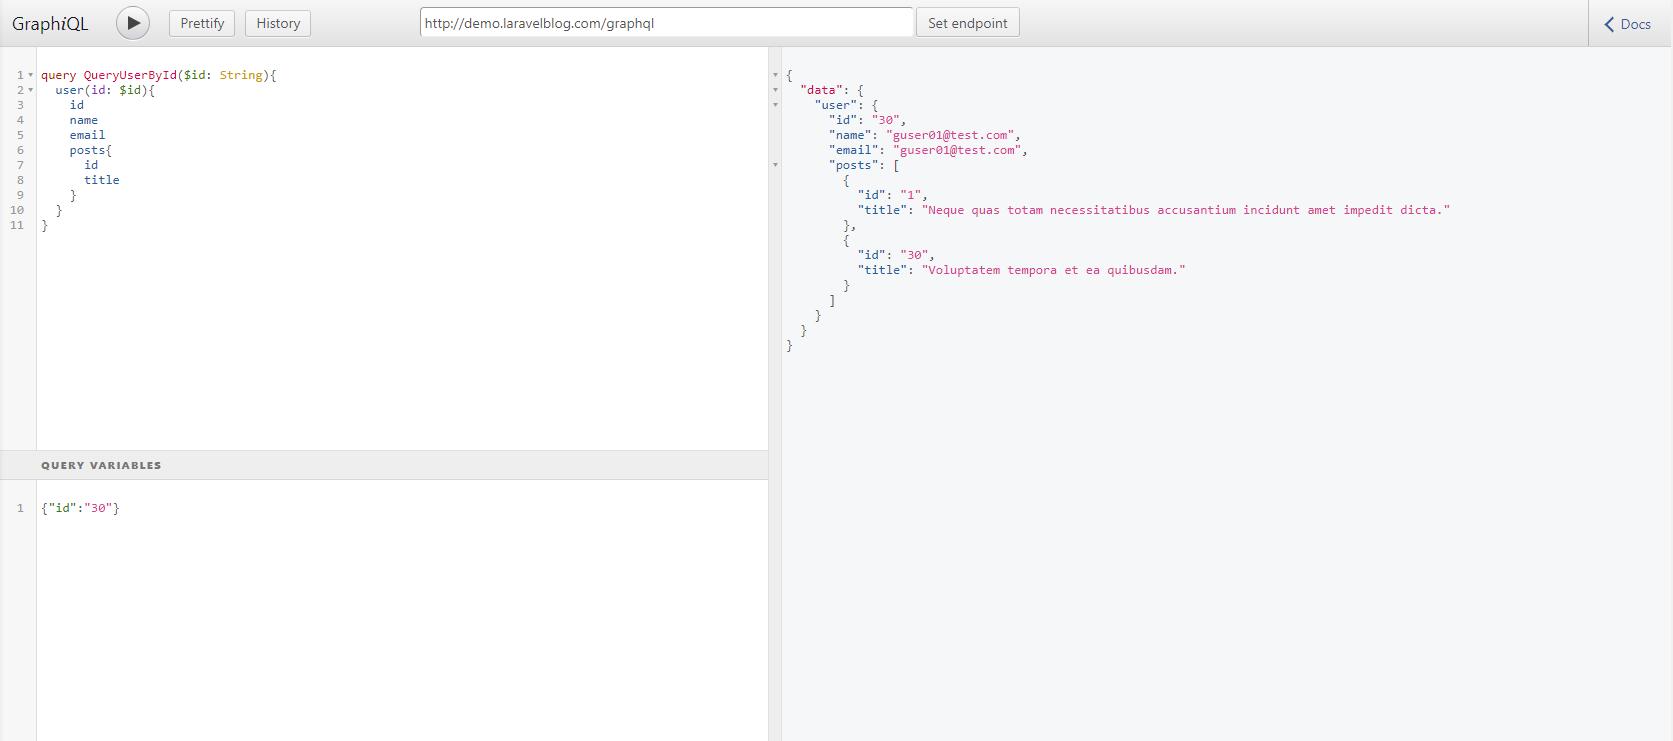 GraphiQL
Prettify
History
http://demo.laravelblog.com/graphql
Set endpoint
Docs
1 query QueryUserById($id: String){
2   user(id: $id){
3     id
4     name
5     email
6     posts{
7       id
8       title
9     }
10   }
11 }
QUERY VARIABLES
1 {"id":"30"}
{
  "data": {
    "user": {
      "id": "30",
      "name": "guser01@test.com",
      "email": "guser01@test.com",
      "posts": [
        {
          "id": "1",
          "title": "Neque quas totam necessitatibus accusantium incidunt amet impedit dicta."
        },
        {
          "id": "30",
          "title": "Voluptatem tempora et ea quibusdam."
        }
      ]
    }
  }
}